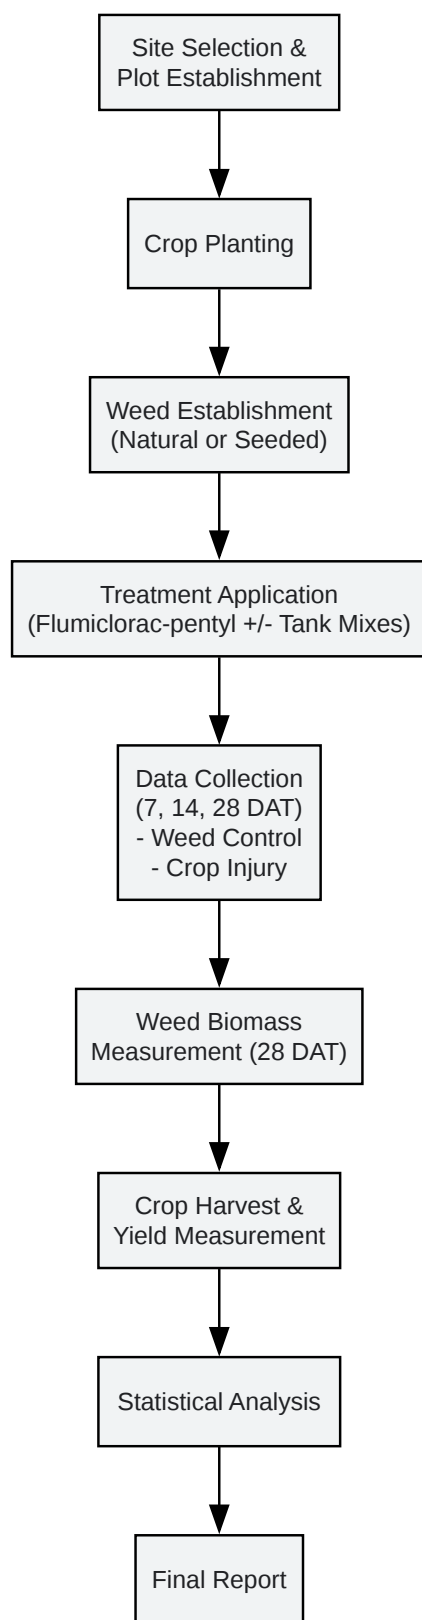 Site Selection &
Plot Establishment
Crop Planting
Weed Establishment
(Natural or Seeded)
Treatment Application
(Flumiclorac-pentyl +/- Tank Mixes)
Data Collection
(7, 14, 28 DAT)
- Weed Control
- Crop Injury
Weed Biomass
Measurement (28 DAT)
Crop Harvest &
Yield Measurement
Statistical Analysis
Final Report